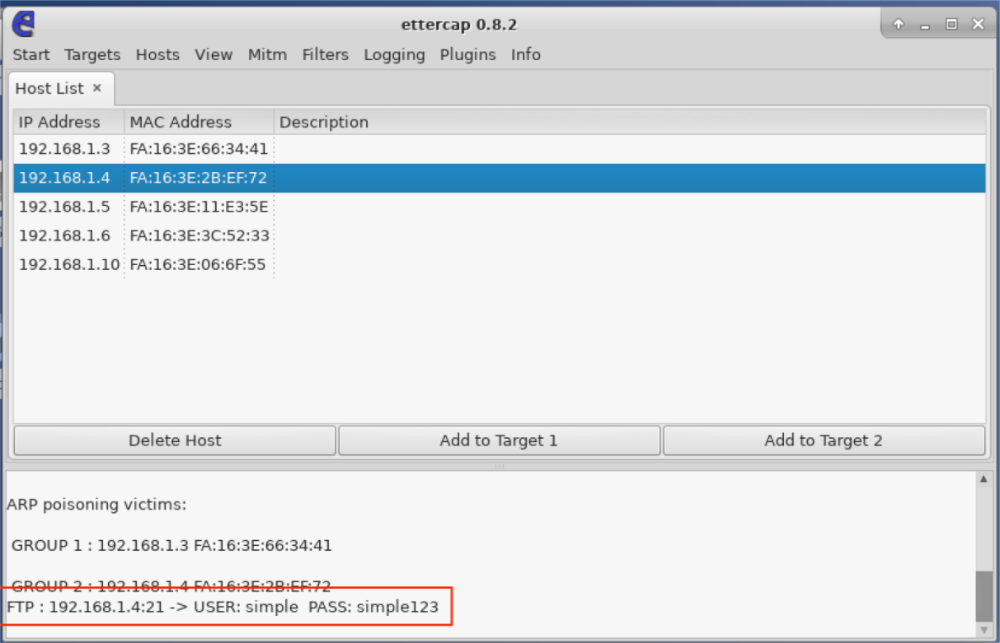 ettercap 0.8.2
Start Targets Hosts View Mitm Filters Logging Plugins Info
Host List ×
IP Address MAC Address Description
192.168.1.3 FA:16:3E:66:34:41
192.168.1.4 FA:16:3E:2B:EF:72
192.168.1.5 FA:16:3E:11:E3:5E
192.168.1.6 FA:16:3E:3C:52:33
192.168.1.10 FA:16:3E:06:6F:55
Delete Host Add to Target 1 Add to Target 2
ARP poisoning victims:
GROUP 1 : 192.168.1.3 FA:16:3E:66:34:41
GROUP 2 : 192.168.1.4 FA:16:3E:2B:EF:72
FTP : 192.168.1.4:21 -> USER: simple PASS: simple123